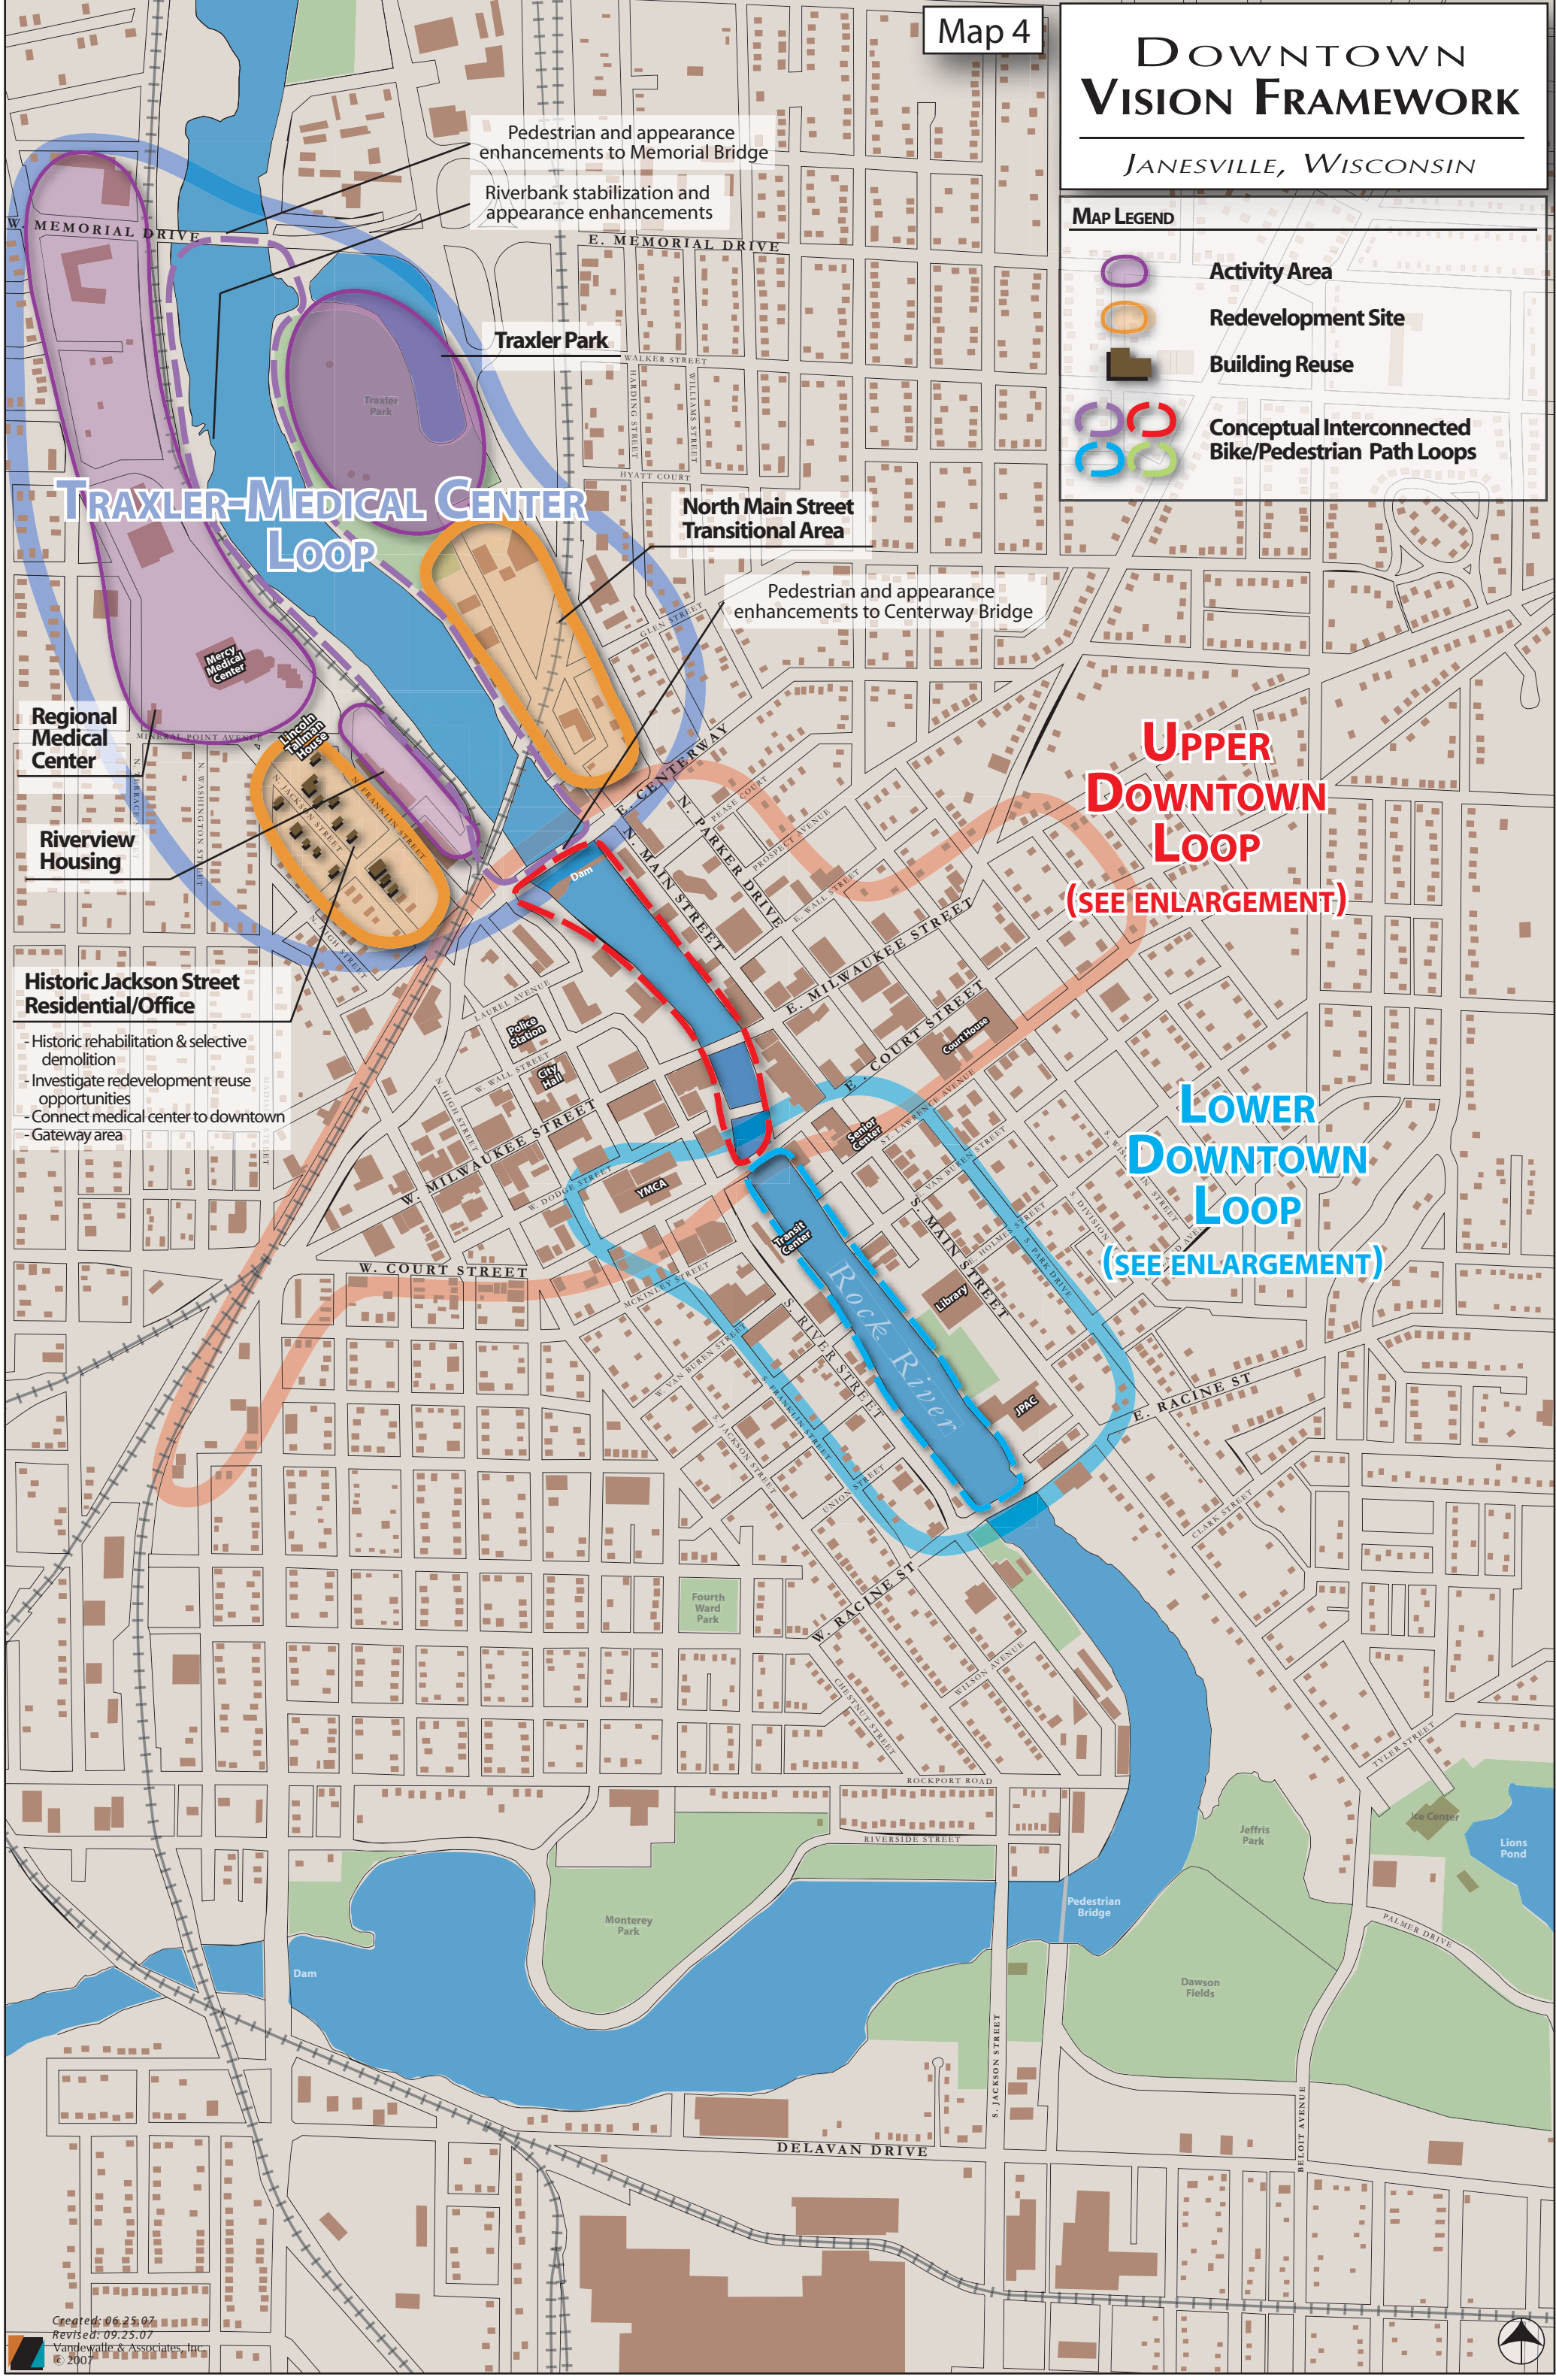 Map 4
Downtown
Vision Framework
Janesville, Wisconsin
Map Legend
Activity Area
Redevelopment Site
Building Reuse
Conceptual Interconnected
Bike/Pedestrian Path Loops
Pedestrian and appearance
enhancements to Memorial Bridge
Riverbank stabilization and
appearance enhancements
W. MEMORIAL DRIVE
E. MEMORIAL DRIVE
Traxler Park
WALKER STREET
HARDING STREET
WILLIAMS STREET
Traxler
Park
HYATT COURT
Traxler-Medical Center
Loop
North Main Street
Transitional Area
Pedestrian and appearance
enhancements to Centerway Bridge
GLEN STREET
Mercy
Medical
Center
Regional
Medical
Center
MINERAL POINT AVENUE
Lincoln
Tallman
House
N. WASHINGTON STREET
N. JACKSON STREET
N. FRANKLIN STREET
Riverview
Housing
E. CENTERWAY
N. PARKER DRIVE
PEASE COURT
PROSPECT AVENUE
N. MAIN STREET
E. WALL STREET
Dam
Upper
Downtown
Loop
(see enlargement)
N. HIGH STREET
Historic Jackson Street
Residential/Office
- Historic rehabilitation & selective
demolition
- Investigate redevelopment reuse
opportunities
- Connect medical center to downtown
- Gateway area
LAUREL AVENUE
Police
Station
E. MILWAUKEE STREET
W. WALL STREET
City
Hall
E. COURT STREET
Court House
N. HIGH STREET
W. MILWAUKEE STREET
Senior
Center
ST. LAWRENCE AVENUE
Lower
Downtown
Loop
(see enlargement)
W. DODGE STREET
YMCA
E. VAN BUREN STREET
S. DIVISION
Transit
Center
S. MAIN STREET
E. HOLMES STREET
S. PARK DRIVE
W. COURT STREET
MCKINLEY STREET
Rock River
Library
S. RIVER STREET
W. VAN BUREN STREET
S. FRANKLIN STREET
S. JACKSON STREET
JPAC
E. RACINE ST
UNION STREET
CLARK STREET
Fourth
Ward
Park
W. RACINE ST
WILSON AVENUE
CHESTNUT STREET
TYLER STREET
ROCKPORT ROAD
RIVERSIDE STREET
Jeffris
Park
Ice Center
Lions
Pond
Monterey
Park
Pedestrian
Bridge
PALMER DRIVE
Dam
Dawson
Fields
S. JACKSON STREET
BELOIT AVENUE
DELAVAN DRIVE
Created: 06.25.07
Revised: 09.25.07
Vandewalle & Associates, Inc.
© 2007